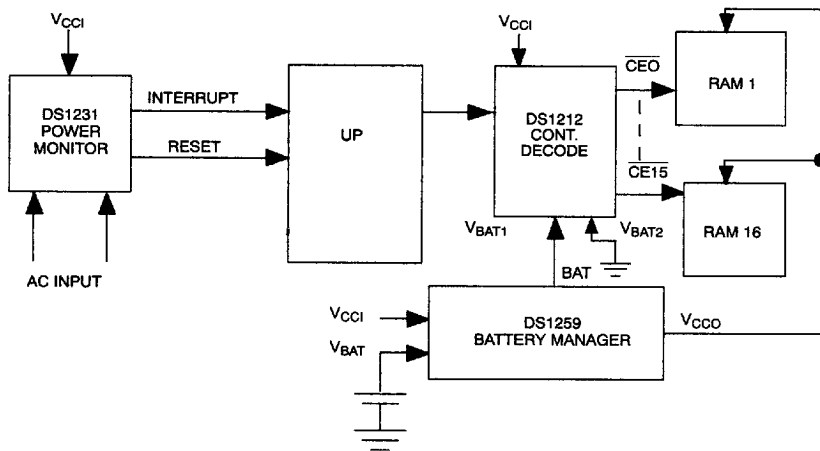 VCCI
DS1231
POWER
MONITOR
AC INPUT
INTERRUPT
RESET
UP
VCCI
DS1212
CONT.
DECODE
CEO
CE15
RAM 1
RAM 16
VBAT1
VBAT2
BAT
VCCI
VBAT
DS1259
BATTERY MANAGER
VCCO